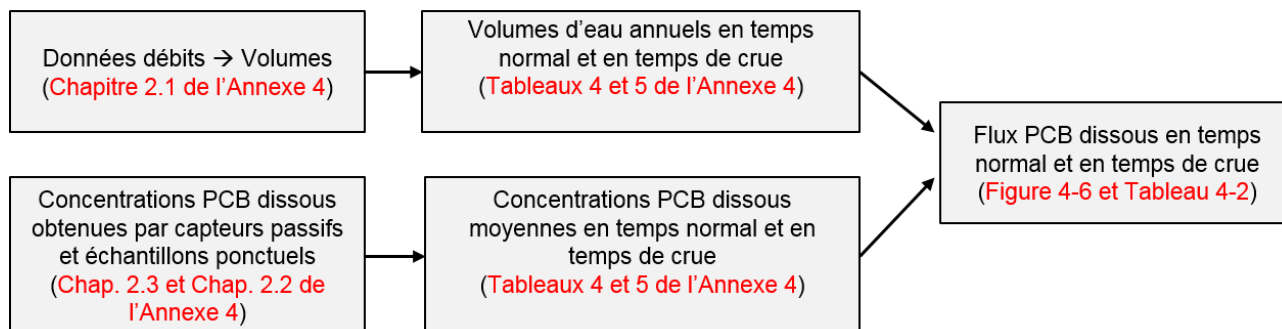 Données débits → Volumes
(Chapitre 2.1 de l'Annexe 4)
Volumes d'eau annuels en temps
normal et en temps de crue
(Tableaux 4 et 5 de l'Annexe 4)
Concentrations PCB dissous
obtenues par capteurs passifs
et échantillons ponctuels
(Chap. 2.3 et Chap. 2.2 de
l'Annexe 4)
Concentrations PCB dissous
moyennes en temps normal et en
temps de crue
(Tableaux 4 et 5 de l'Annexe 4)
Flux PCB dissous en temps
normal et en temps de crue
(Figure 4-6 et Tableau 4-2)